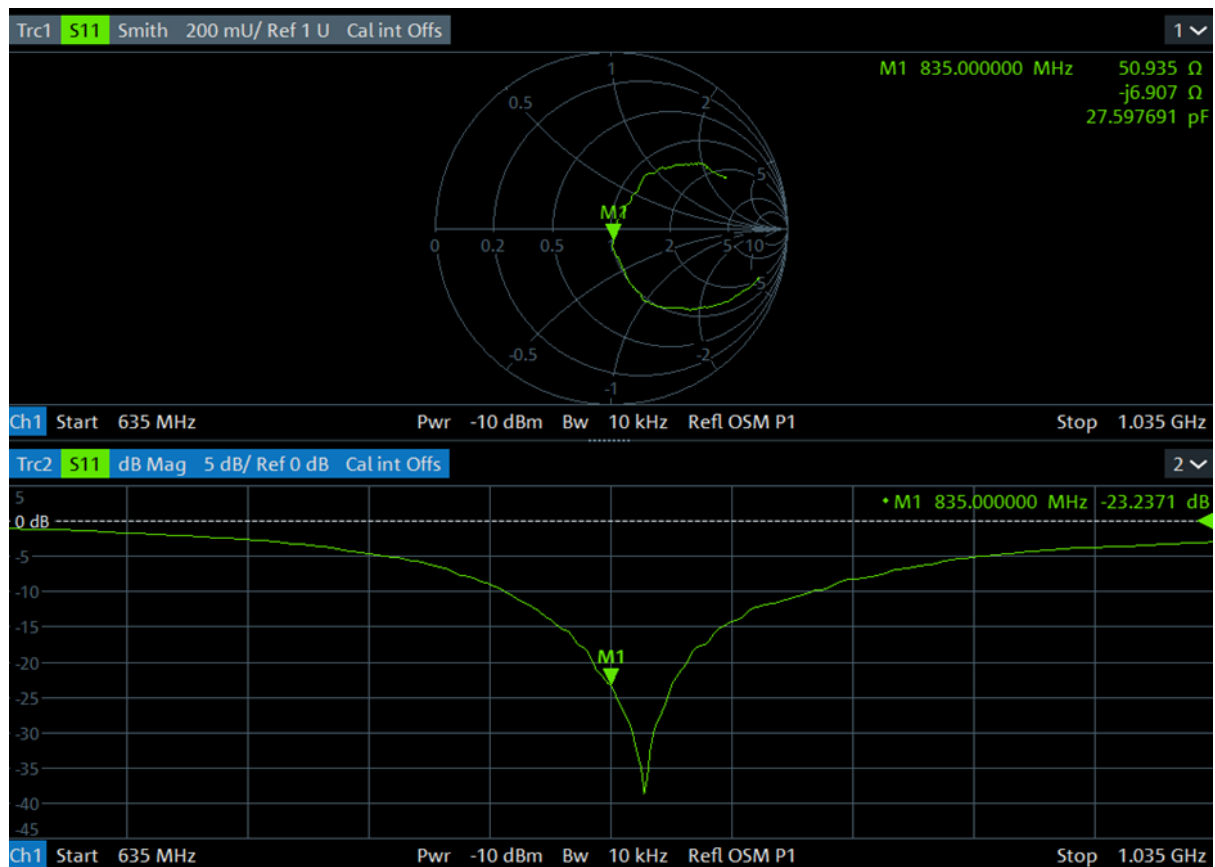 Trc1 S11 Smith 200 mU/ Ref 1 U Cal int Offs 1
M1 835.000000 MHz 50.935 Ω
-j6.907 Ω
27.597691 pF
1
0.5 2
5
M1
0 0.2 0.5 1 2 5 10
-5
-0.5 -2
-1
Ch1 Start 635 MHz Pwr -10 dBm Bw 10 kHz Refl OSM P1 Stop 1.035 GHz
Trc2 S11 dB Mag 5 dB/ Ref 0 dB Cal int Offs 2
5 • M1 835.000000 MHz -23.2371 dB
0 dB
-5
-10
-15
-20
M1
-25
-30
-35
-40
-45
Ch1 Start 635 MHz Pwr -10 dBm Bw 10 kHz Refl OSM P1 Stop 1.035 GHz